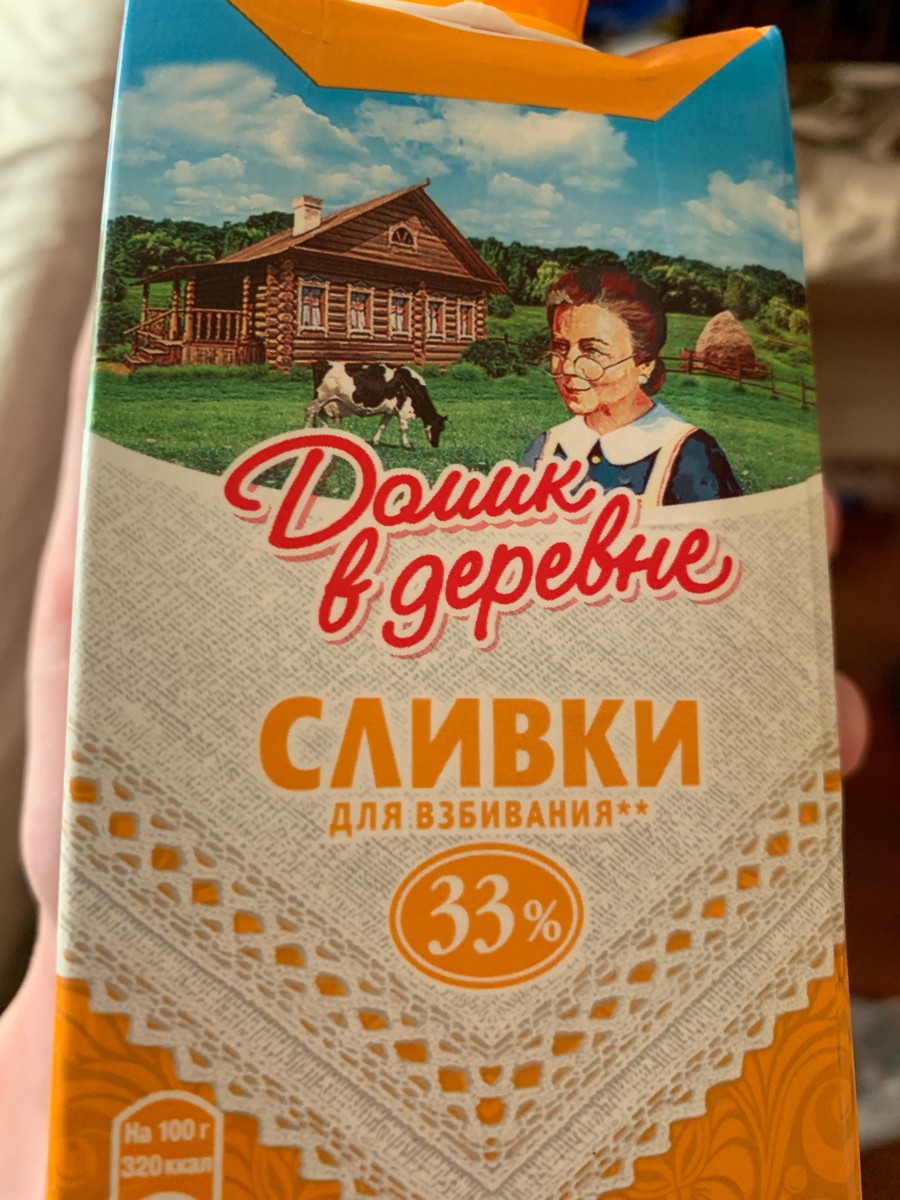 Домик
в деревне
СЛИВКИ
ДЛЯ ВЗБИВАНИЯ**
33%
На 100 г
320 ккал